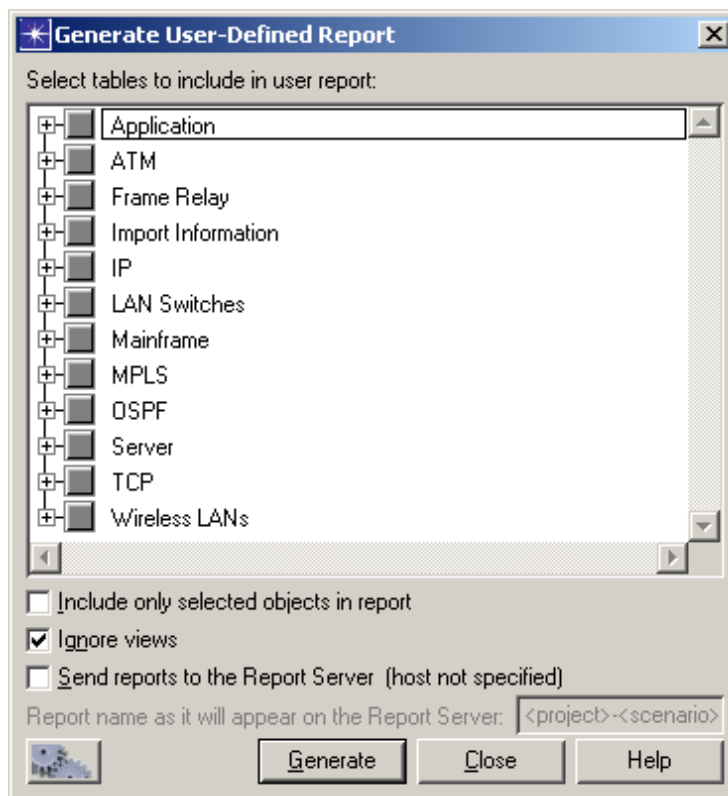 Generate User-Defined Report
Select tables to include in user report:
Application
ATM
Frame Relay
Import Information
IP
LAN Switches
Mainframe
MPLS
OSPF
Server
TCP
Wireless LANs
Include only selected objects in report
Ignore views
Send reports to the Report Server (host not specified)
Report name as it will appear on the Report Server: <project>-<scenario>
Generate Close Help